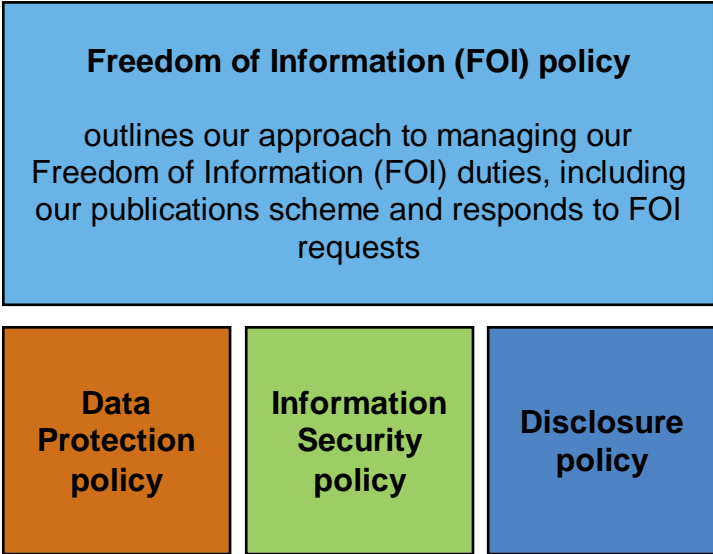 Freedom of Information (FOI) policy
outlines our approach to managing our
Freedom of Information (FOI) duties, including
our publications scheme and responds to FOI
requests
Data
Protection
policy
Information
Security
policy
Disclosure
policy